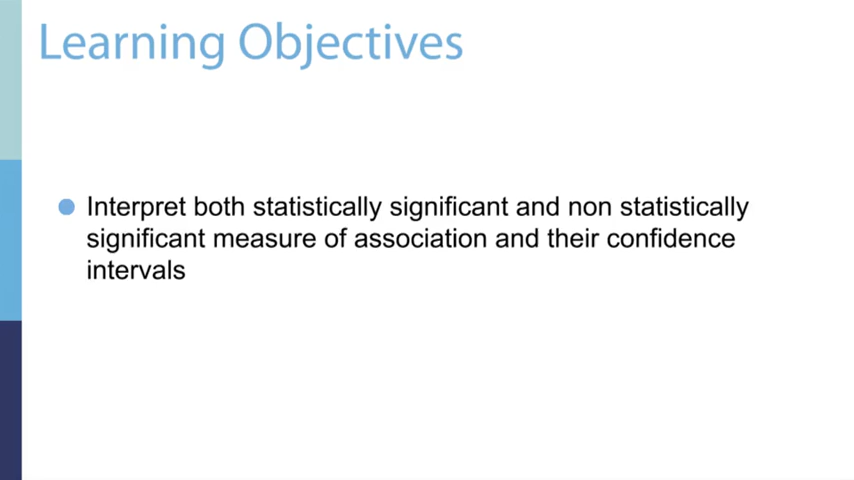 Learning Objectives
Interpret both statistically significant and non statistically
significant measure of association and their confidence
intervals